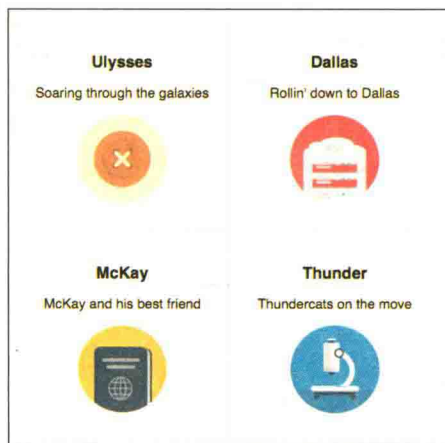 Ulysses
Soaring through the galaxies
Dallas
Rollin' down to Dallas
McKay
McKay and his best friend
Thunder
Thundercats on the move